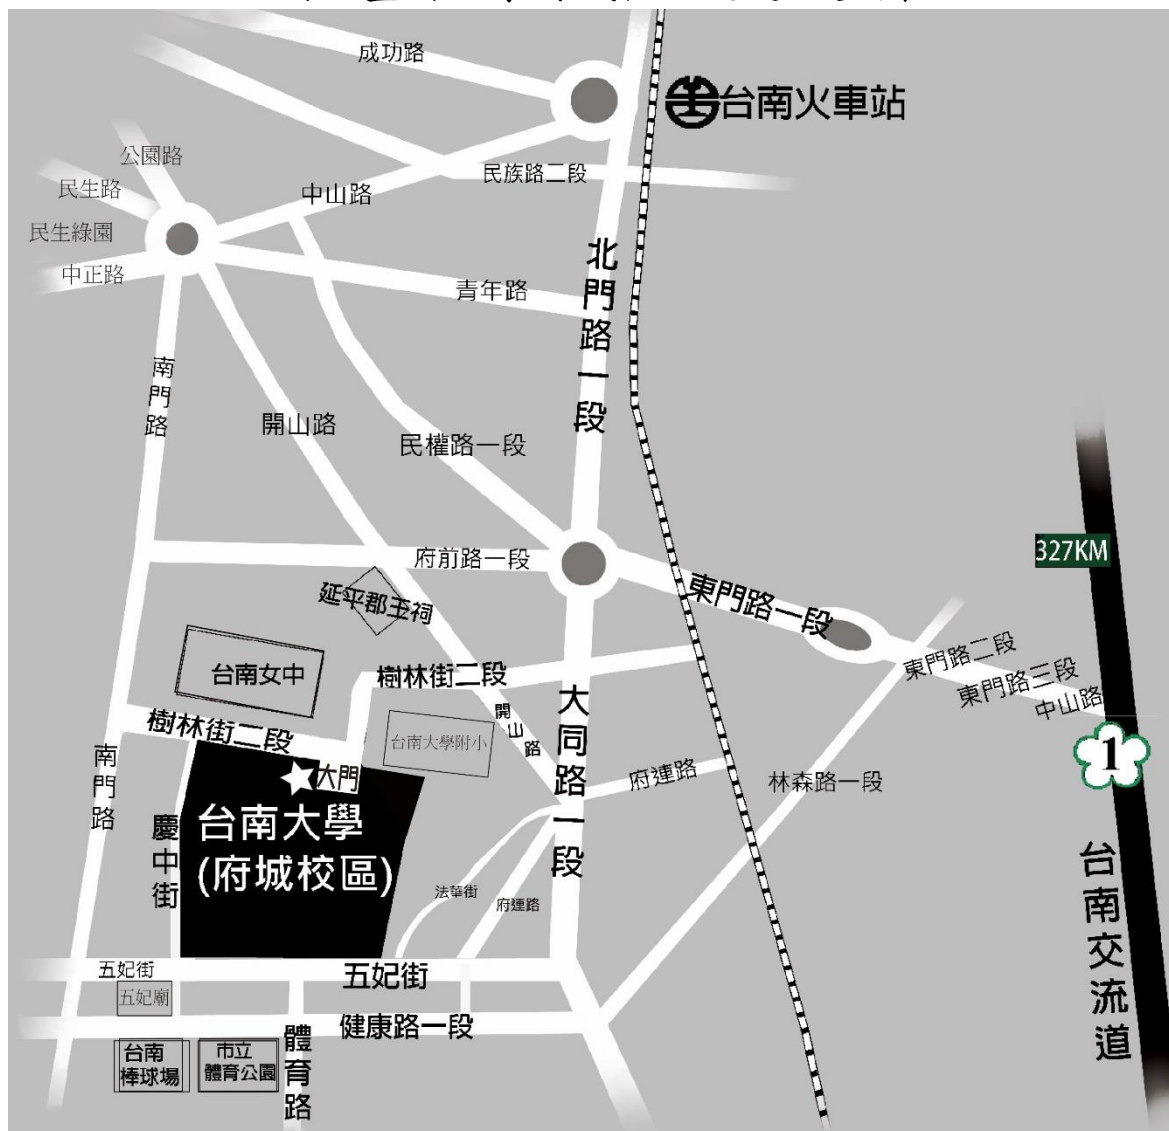 成功路
台南火車站
公園路
民族路二段
民生路
中山路
民生綠園
中正路
青年路
北門路一段
南門路
開山路
民權路一段
327KM
府前路一段
東門路一段
延平郡王祠
台南女中
樹林街二段
東門路二段
東門路三段
中山路
大同路一段
開山路
樹林街二段
台南大學附小
1
南門路
大門
府連路
林森路一段
台南大學
(府城校區)
慶中街
台南交流道
法華街
府連路
五妃街
五妃街
五妃廟
健康路一段
體育路
台南
棒球場
市立
體育公園